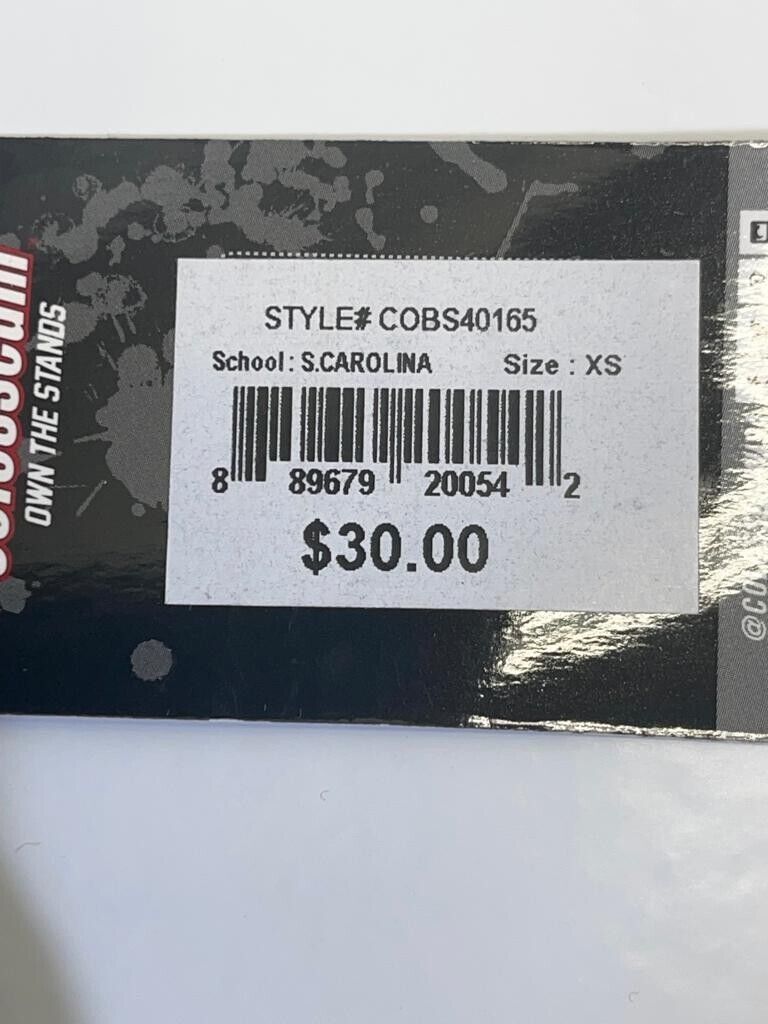 OWN THE STANDS
STYLE# COBS40165
School: S.CAROLINA Size : XS
8 89679 20054 2
$30.00